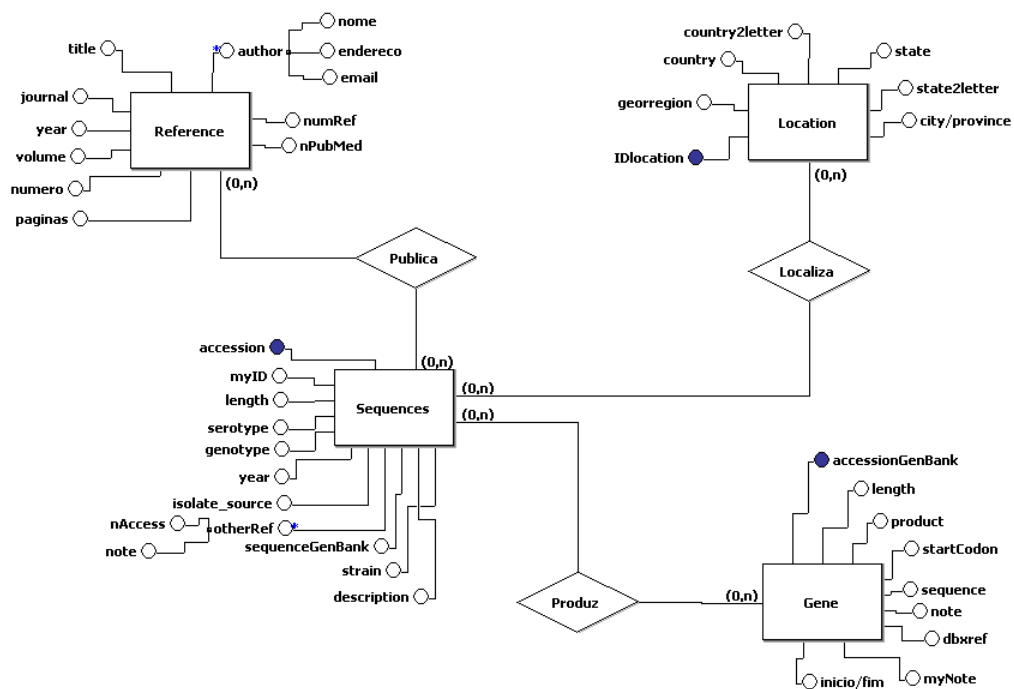 nome
title
* author
endereco
email
journal
year
volume
numero
paginas
Reference
numRef
nPubMed
(0,n)
country2letter
country
state
georregion
state2letter
Location
city/province
IDlocation
(0,n)
Publica
Localiza
accession
(0,n)
myID
length
serotype
genotype
year
isolate_source
nAccess
otherRef *
note
sequenceGenBank
strain
description
Sequences
(0,n)
(0,n)
accessionGenBank
length
product
startCodon
sequence
note
dbxref
myNote
inicio/fim
Gene
(0,n)
Produz